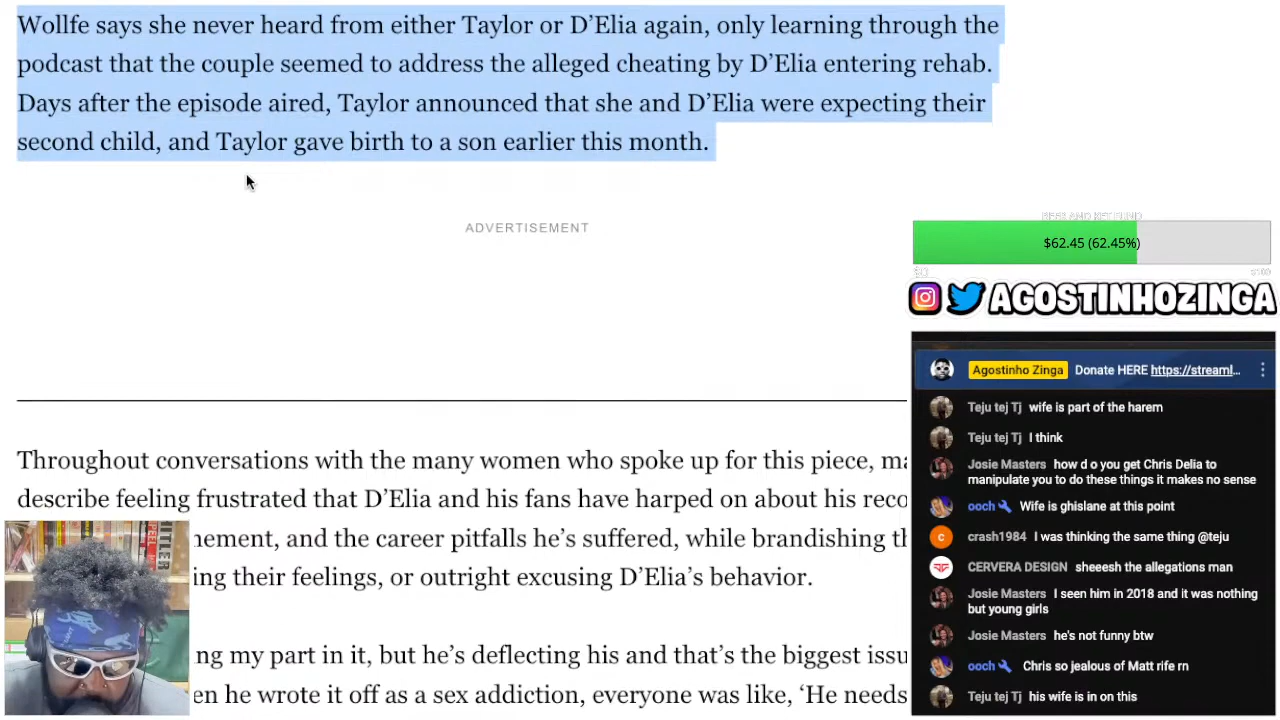 Wollfe says she never heard from either Taylor or D’Elia again, only learning through the
podcast that the couple seemed to address the alleged cheating by D’Elia entering rehab.
Days after the episode aired, Taylor announced that she and D’Elia were expecting their
second child, and Taylor gave birth to a son earlier this month.
ADVERTISEMENT
$62.45 (62.45%)
AGOSTINHOZINGA
Agostinho Zinga Donate HERE https://streaml...
Teju tej Tj wife is part of the harem
Teju tej Tj I think
Josie Masters how d o you get Chris Delia to
manipulate you to do these things it makes no sense
ooch Wife is ghislane at this point
crash1984 I was thinking the same thing @teju
CERVERA DESIGN sheeesh the allegations man
Josie Masters I seen him in 2018 and it was nothing
but young girls
Josie Masters he's not funny btw
ooch Chris so jealous of Matt rife rn
Teju tej Tj his wife is in on this
Throughout conversations with the many women who spoke up for this piece, ma
describe feeling frustrated that D’Elia and his fans have harped on about his reco
nement, and the career pitfalls he’s suffered, while brandishing th
ing their feelings, or outright excusing D’Elia’s behavior.
ng my part in it, but he’s deflecting his and that’s the biggest issu
en he wrote it off as a sex addiction, everyone was like, ‘He needs